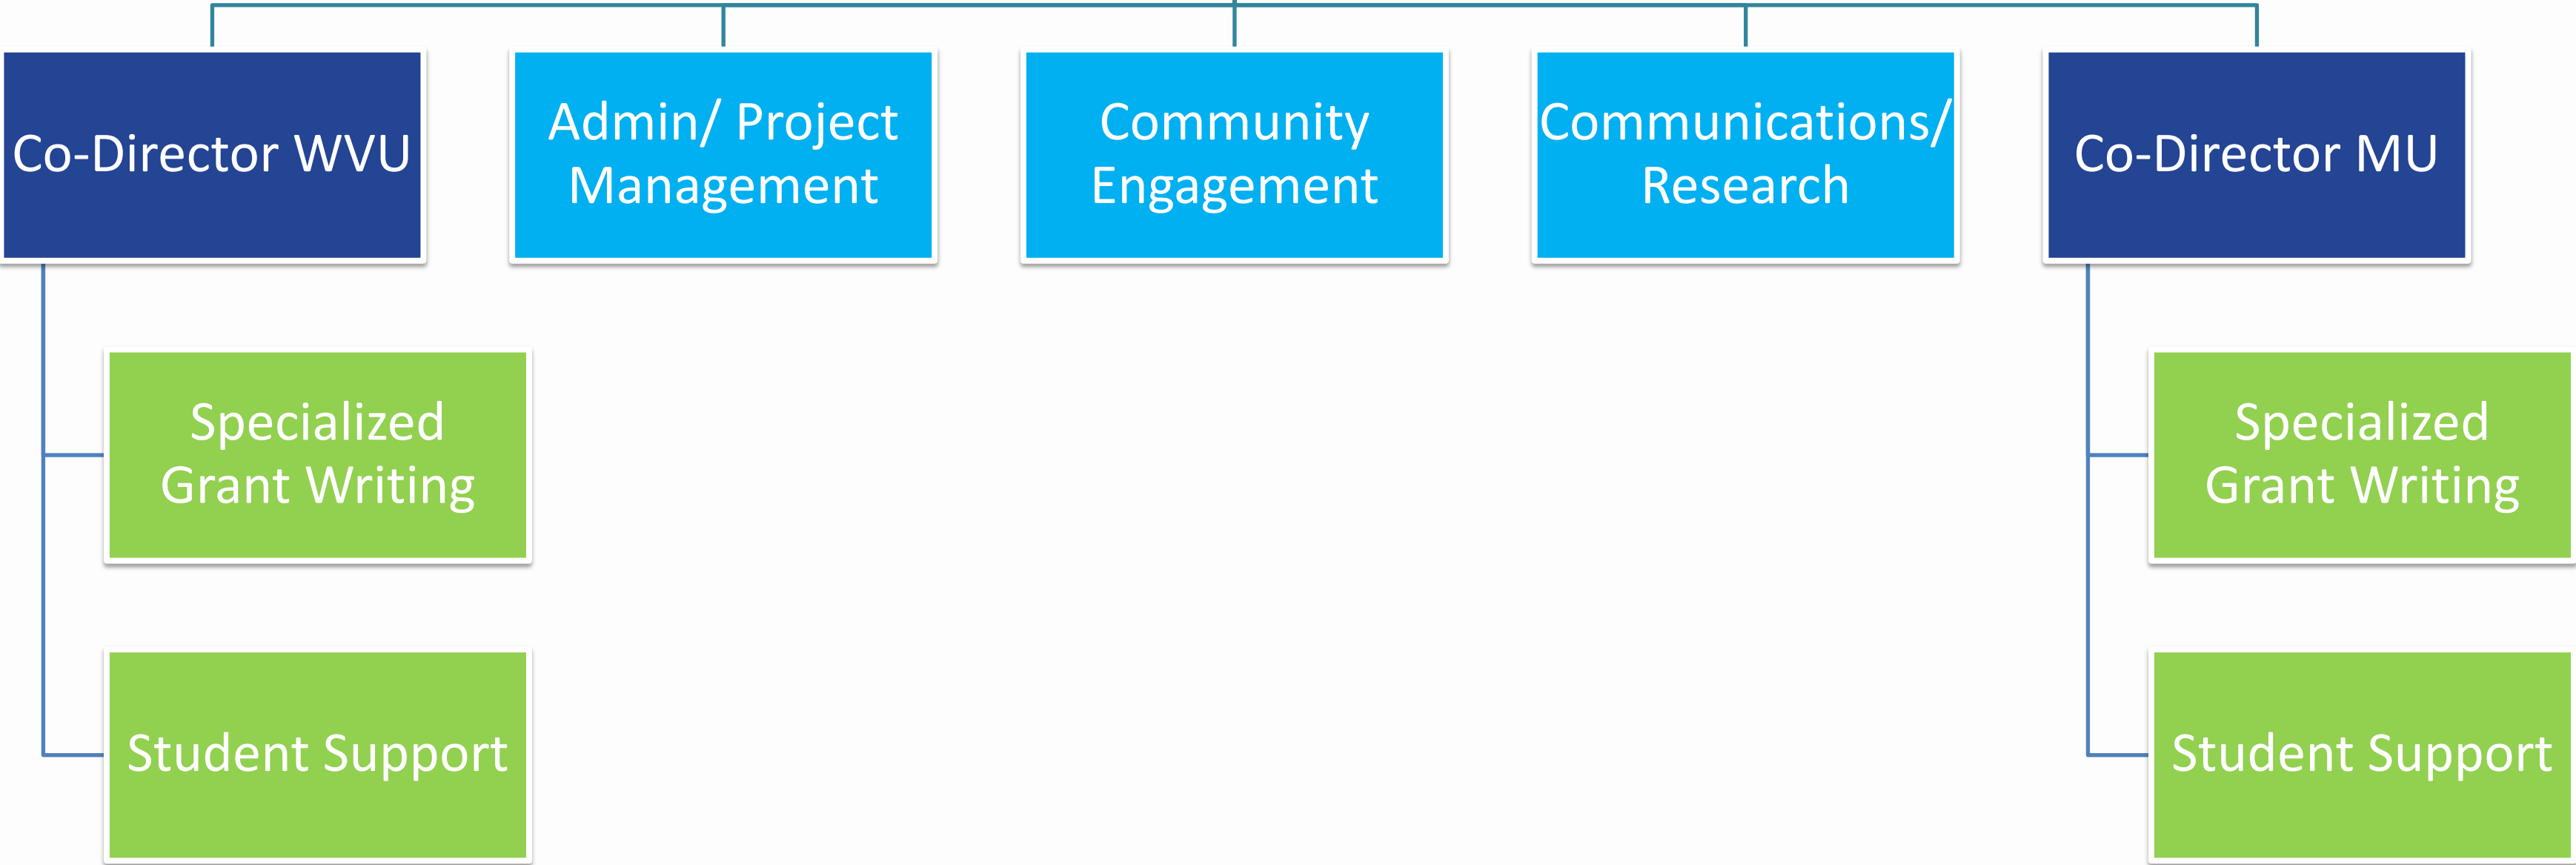 Co-Director WVU
Admin/ Project
Management
Community
Engagement
Communications/
Research
Co-Director MU
Specialized
Grant Writing
Student Support
Specialized
Grant Writing
Student Support